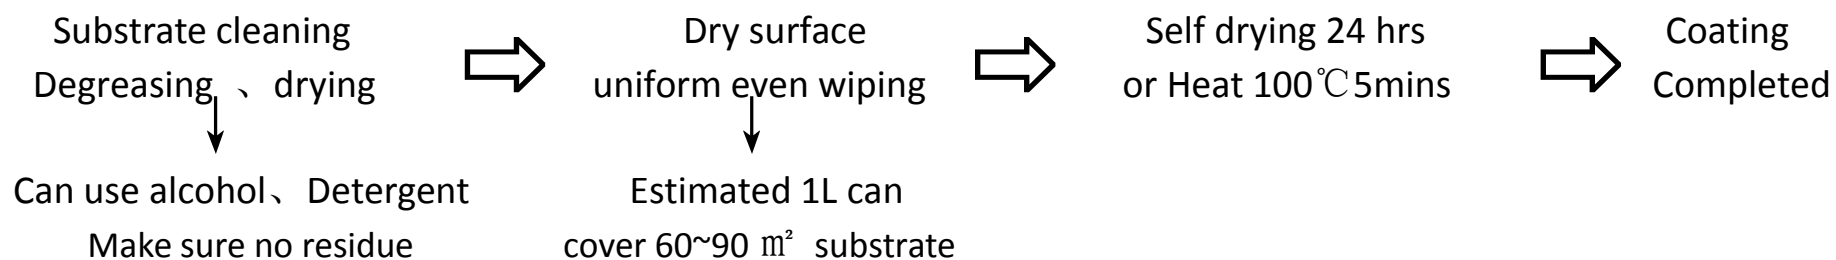 Substrate cleaning
Degreasing 、drying
Can use alcohol、Detergent
Make sure no residue
Dry surface
uniform even wiping
Estimated 1L can
cover 60~90 ㎡ substrate
Self drying 24 hrs
or Heat 100℃5mins
Coating
Completed